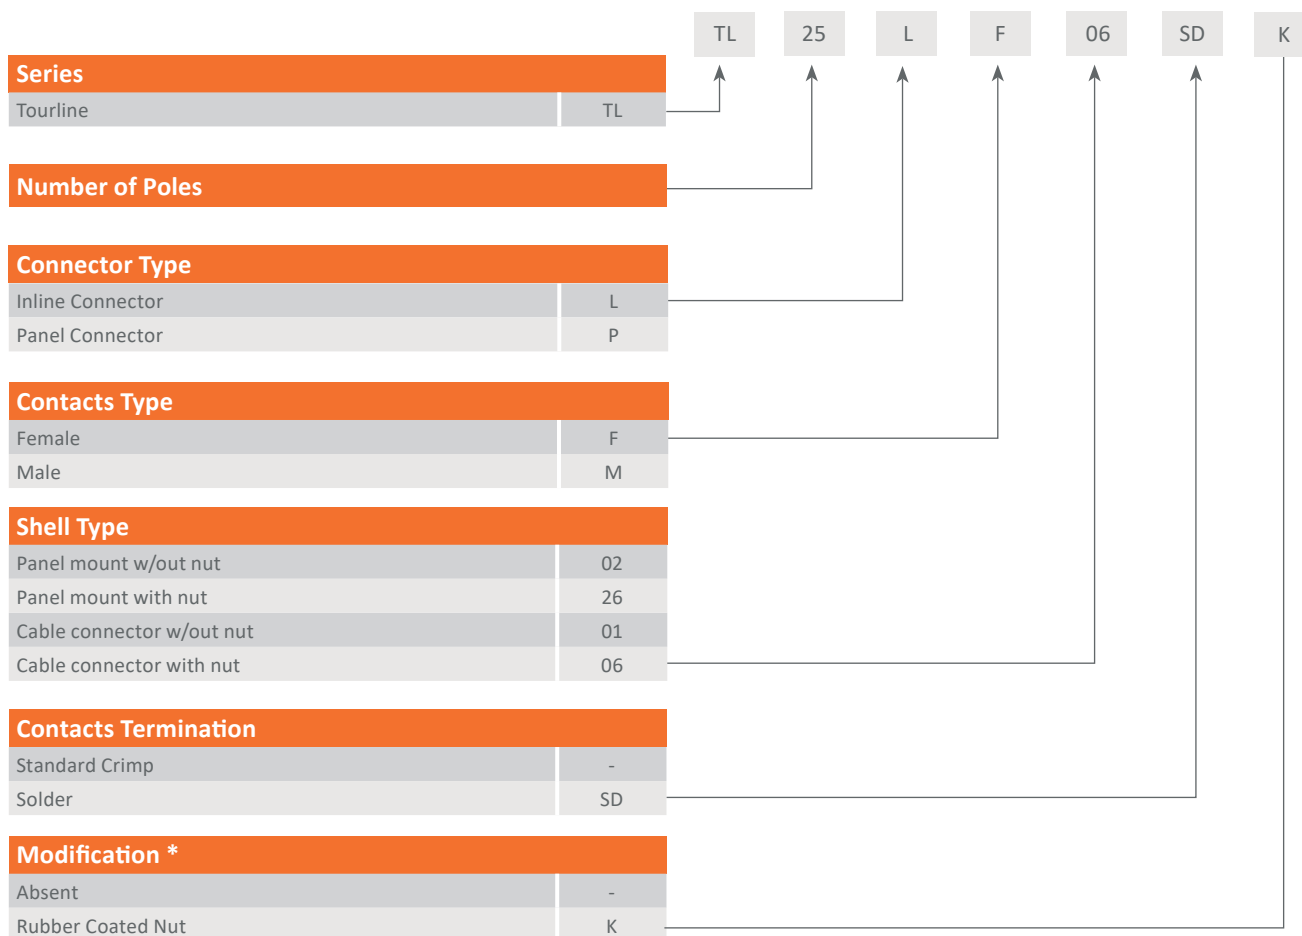 TL 25 L F 06 SD K
Series
Tourline TL
Number of Poles
Connector Type
Inline Connector L
Panel Connector P
Contacts Type
Female F
Male M
Shell Type
Panel mount w/out nut 02
Panel mount with nut 26
Cable connector w/out nut 01
Cable connector with nut 06
Contacts Termination
Standard Crimp -
Solder SD
Modification *
Absent -
Rubber Coated Nut K